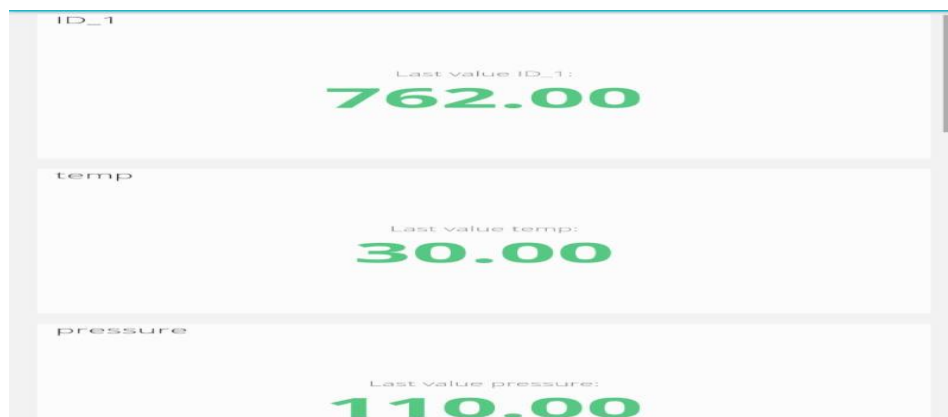 ID_1
Last value ID_1:
762.00
temp
Last value temp:
30.00
pressure
Last value pressure:
110.00